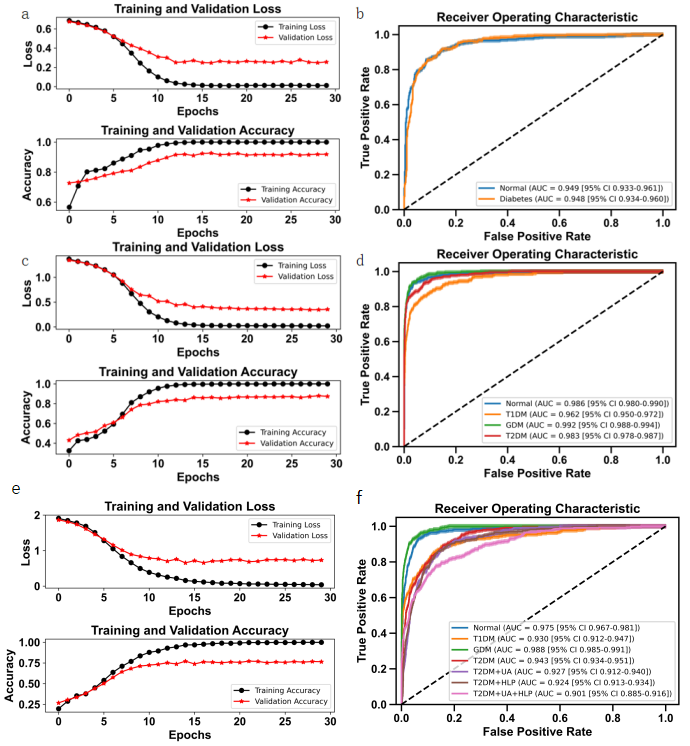 a
Training and Validation Loss
0.6
0.4
0.2
0.0
Loss
Training Loss
Validation Loss
0 5 10 15 20 25 30
Epochs
Training and Validation Accuracy
1.0
0.8
0.6
Accuracy
Training Accuracy
Validation Accuracy
0 5 10 15 20 25 30
Epochs
b
Receiver Operating Characteristic
1.0
0.8
0.6
0.4
0.2
0.0
True Positive Rate
Normal (AUC = 0.949 [95% CI 0.933-0.961])
Diabetes (AUC = 0.948 [95% CI 0.934-0.960])
0.0 0.2 0.4 0.6 0.8 1.0
False Positive Rate
c
Training and Validation Loss
1.0
0.5
0.0
Loss
Training Loss
Validation Loss
0 5 10 15 20 25 30
Epochs
Training and Validation Accuracy
1.0
0.8
0.6
0.4
Accuracy
Training Accuracy
Validation Accuracy
0 5 10 15 20 25 30
Epochs
d
Receiver Operating Characteristic
1.0
0.8
0.6
0.4
0.2
0.0
True Positive Rate
Normal (AUC = 0.986 [95% CI 0.980-0.990])
T1DM (AUC = 0.962 [95% CI 0.950-0.972])
GDM (AUC = 0.992 [95% CI 0.988-0.994])
T2DM (AUC = 0.983 [95% CI 0.978-0.987])
0.0 0.2 0.4 0.6 0.8 1.0
False Positive Rate
e
Training and Validation Loss
2
1
0
Loss
Training Loss
Validation Loss
0 5 10 15 20 25 30
Epochs
Training and Validation Accuracy
1.00
0.75
0.50
0.25
Accuracy
Training Accuracy
Validation Accuracy
0 5 10 15 20 25 30
Epochs
f
Receiver Operating Characteristic
1.0
0.8
0.6
0.4
0.2
0.0
True Positive Rate
Normal (AUC = 0.975 [95% CI 0.967-0.981])
T1DM (AUC = 0.930 [95% CI 0.912-0.947])
GDM (AUC = 0.988 [95% CI 0.985-0.991])
T2DM (AUC = 0.943 [95% CI 0.934-0.951])
T2DM+UA (AUC = 0.927 [95% CI 0.912-0.940])
T2DM+HLP (AUC = 0.924 [95% CI 0.913-0.934])
T2DM+UA+HLP (AUC = 0.901 [95% CI 0.885-0.916])
0.0 0.2 0.4 0.6 0.8 1.0
False Positive Rate